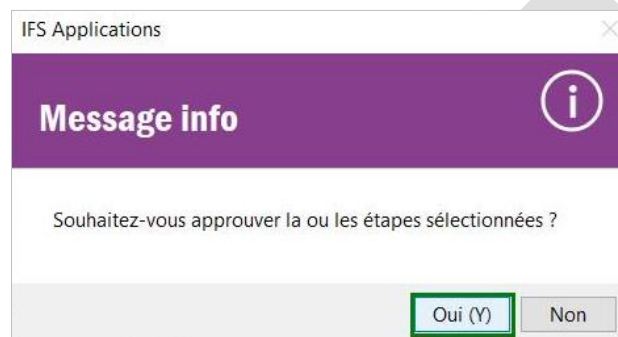 IFS Applications
Message info
Souhaitez-vous approuver la ou les étapes sélectionnées ?
Oui (Y)
Non